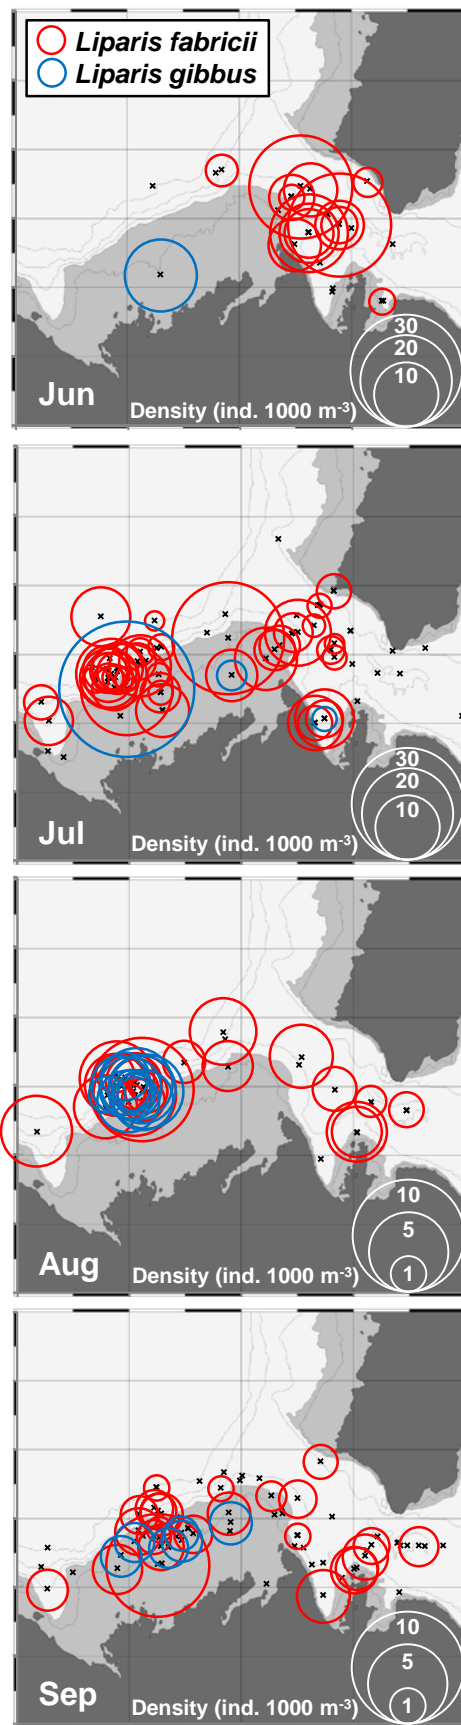 Liparis fabricii
Liparis gibbus
30
20
10
Jun
Density (ind. 1000 m⁻³)
30
20
10
Jul
Density (ind. 1000 m⁻³)
10
5
1
Aug
Density (ind. 1000 m⁻³)
10
5
1
Sep
Density (ind. 1000 m⁻³)